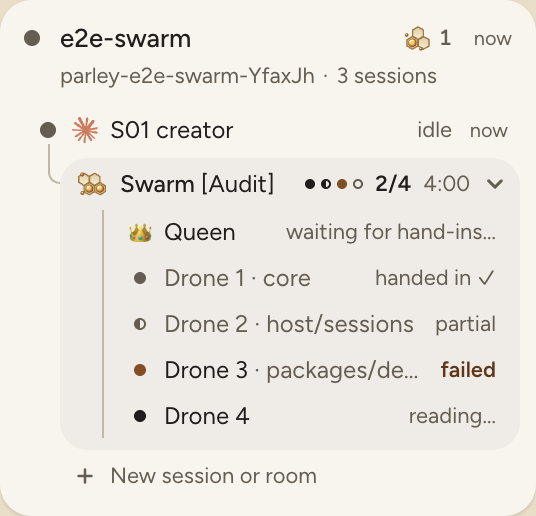 e2e-swarm 1 now
parley-e2e-swarm-YfaxJh · 3 sessions
S01 creator idle now
Swarm [Audit] 2/4 4:00
Queen waiting for hand-ins...
Drone 1 · core handed in ✓
Drone 2 · host/sessions partial
Drone 3 · packages/de... failed
Drone 4 reading...
+ New session or room